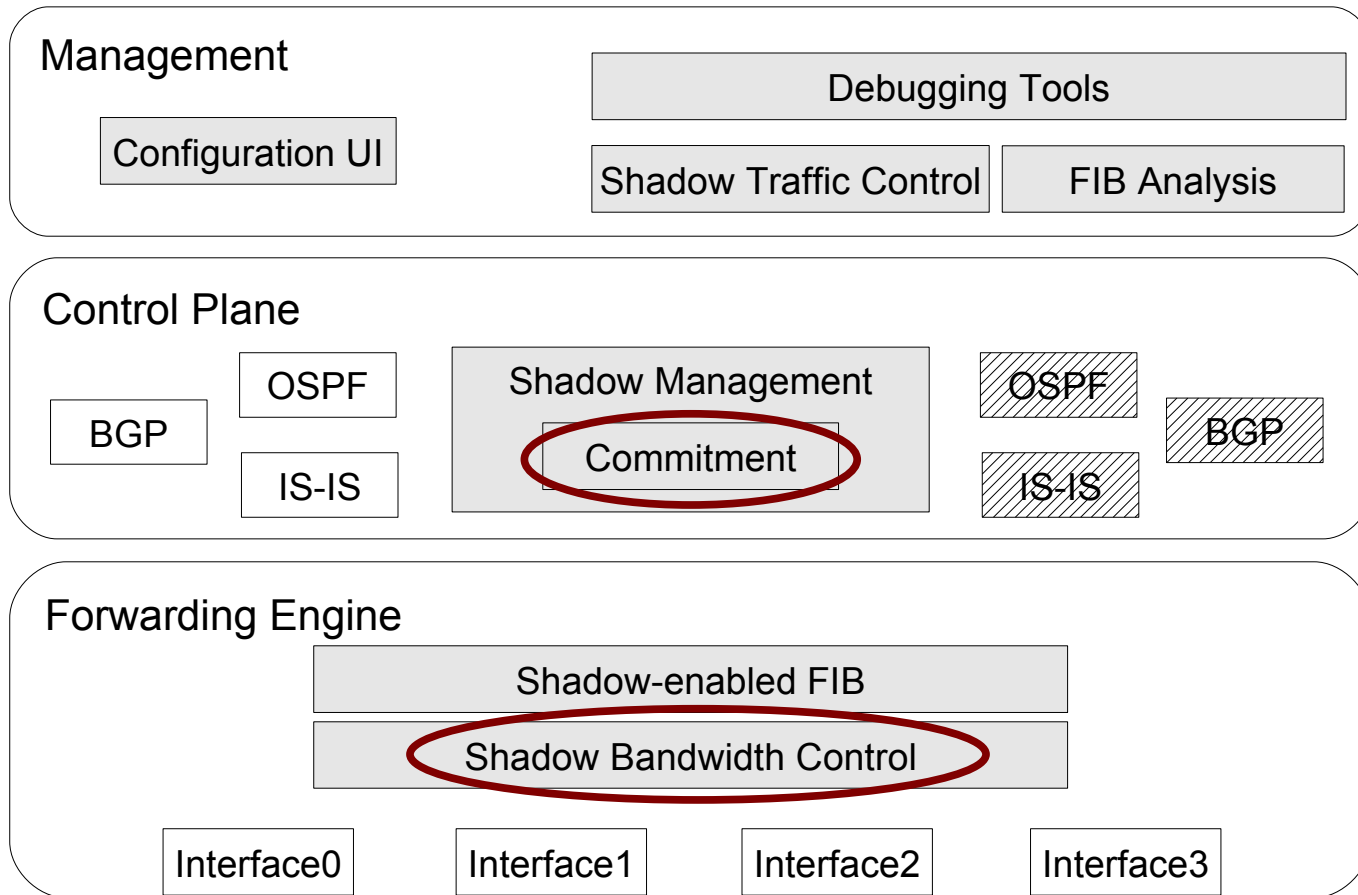 Management
Debugging Tools
Configuration UI
Shadow Traffic Control
FIB Analysis
Control Plane
OSPF
Shadow Management
OSPF
BGP
Commitment
BGP
IS-IS
IS-IS
Forwarding Engine
Shadow-enabled FIB
Shadow Bandwidth Control
Interface0
Interface1
Interface2
Interface3